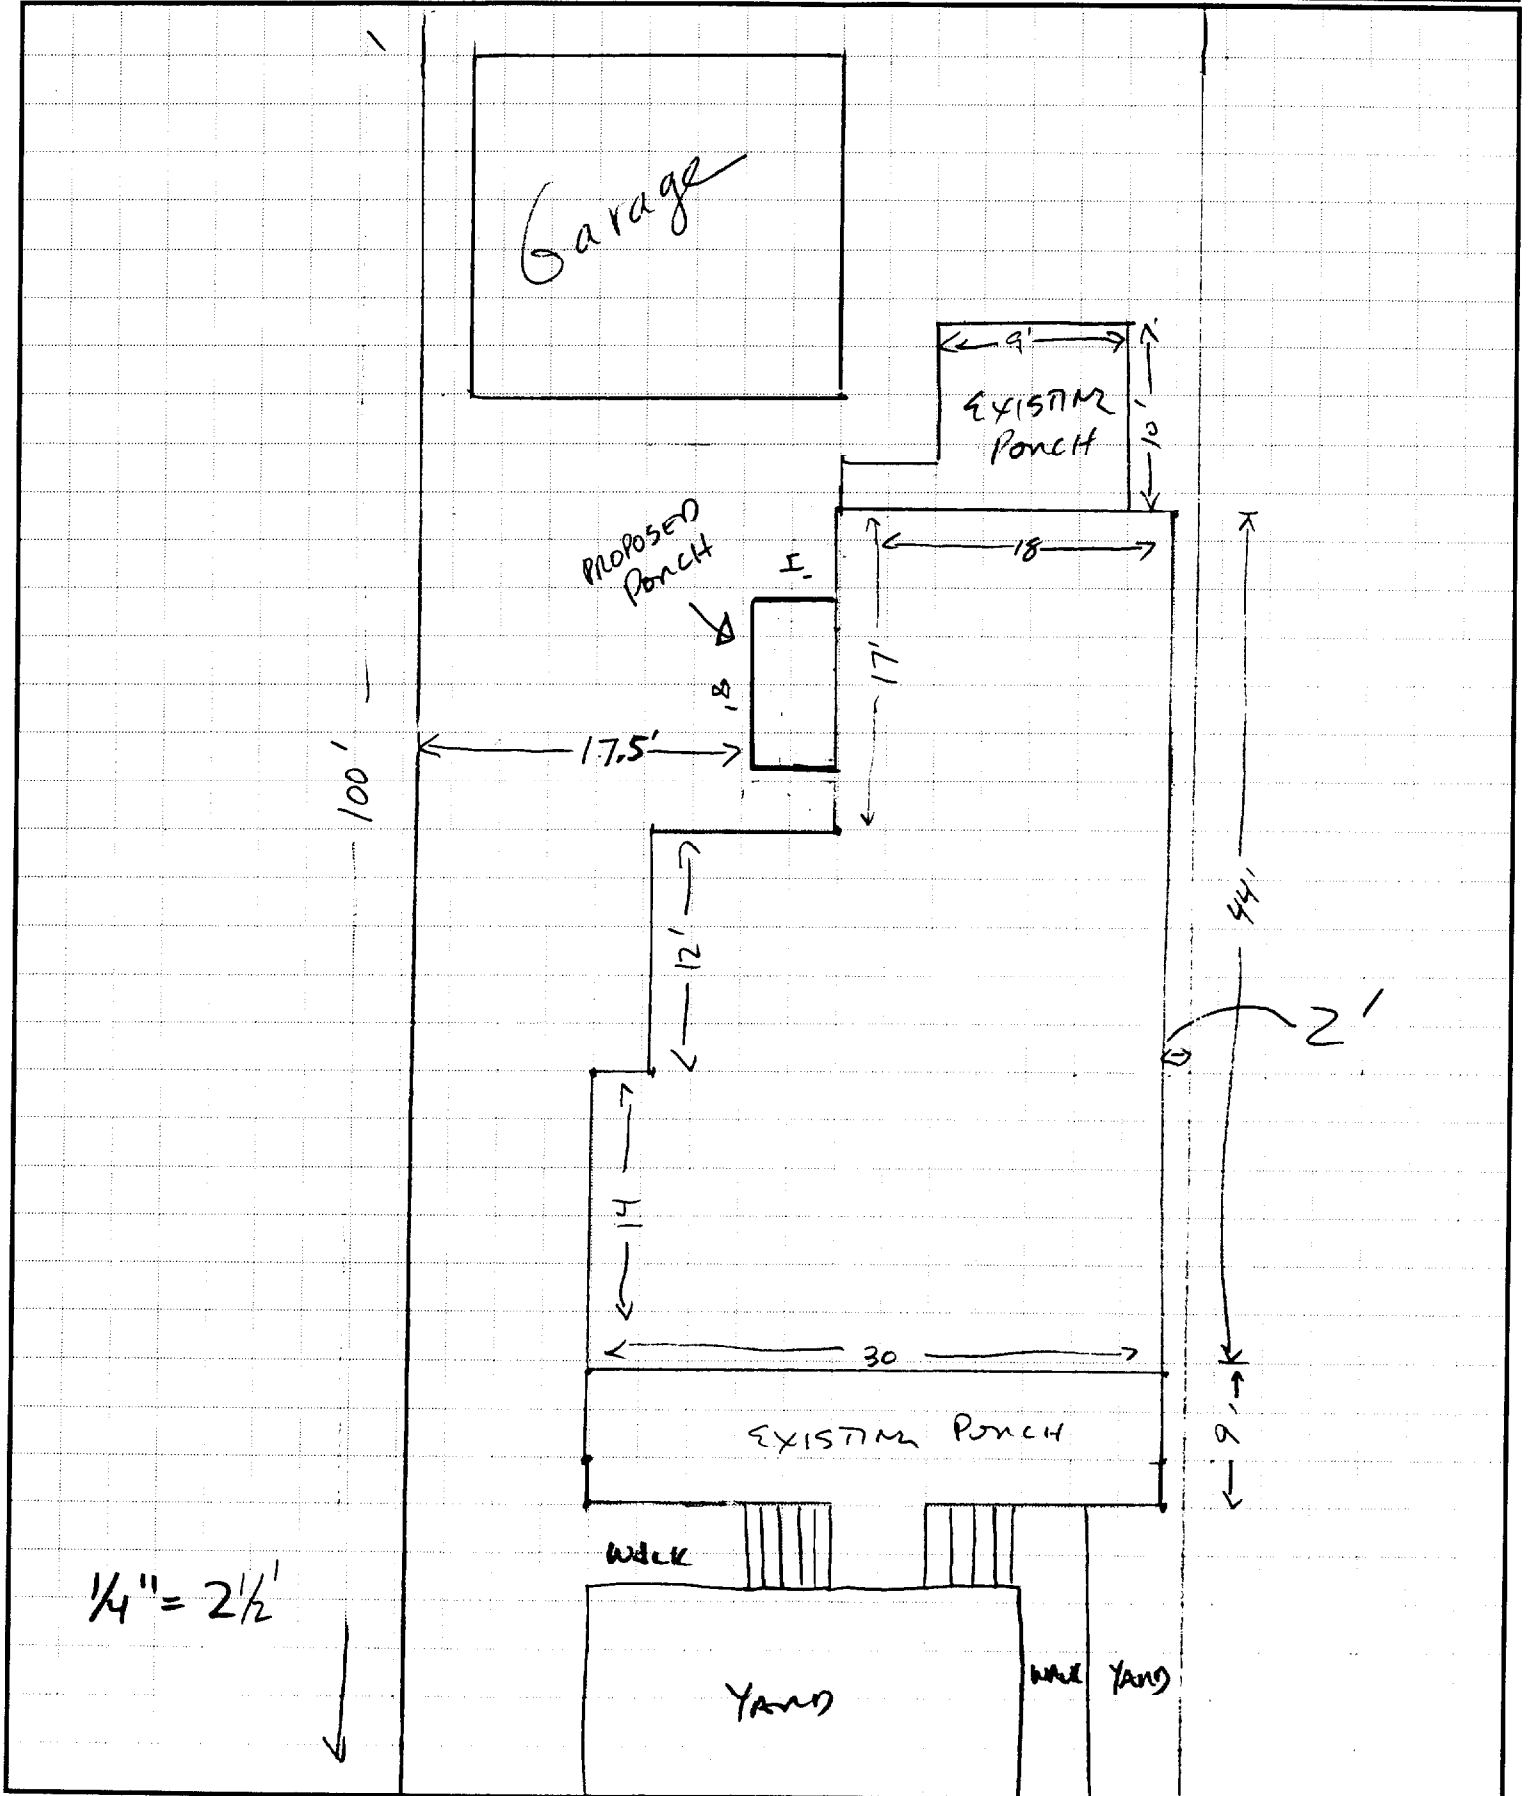 Garage
9'
EXISTING
PORCH
10'
PROPOSED
PORCH
18
17'
8'
17.5'
100'
44'
12'
2'
14
30
EXISTING PORCH
9'
WALK
1/4" = 2 1/2'
YARD
WALK
YARD